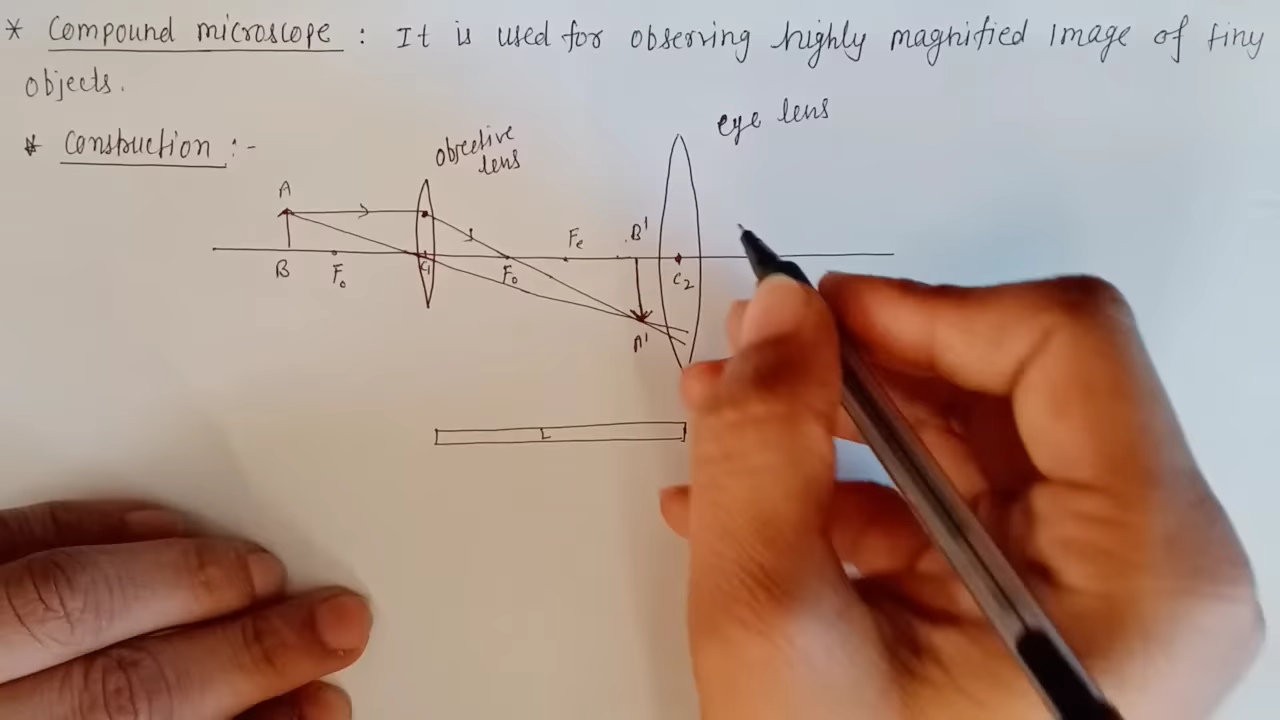 * Compound microscope : It is used for observing highly magnified image of tiny
objects.
* Construction :-
eye lens
objective
lens
A
B
F₀
C₁
F₀
Fe
B'
C₂
A'
L